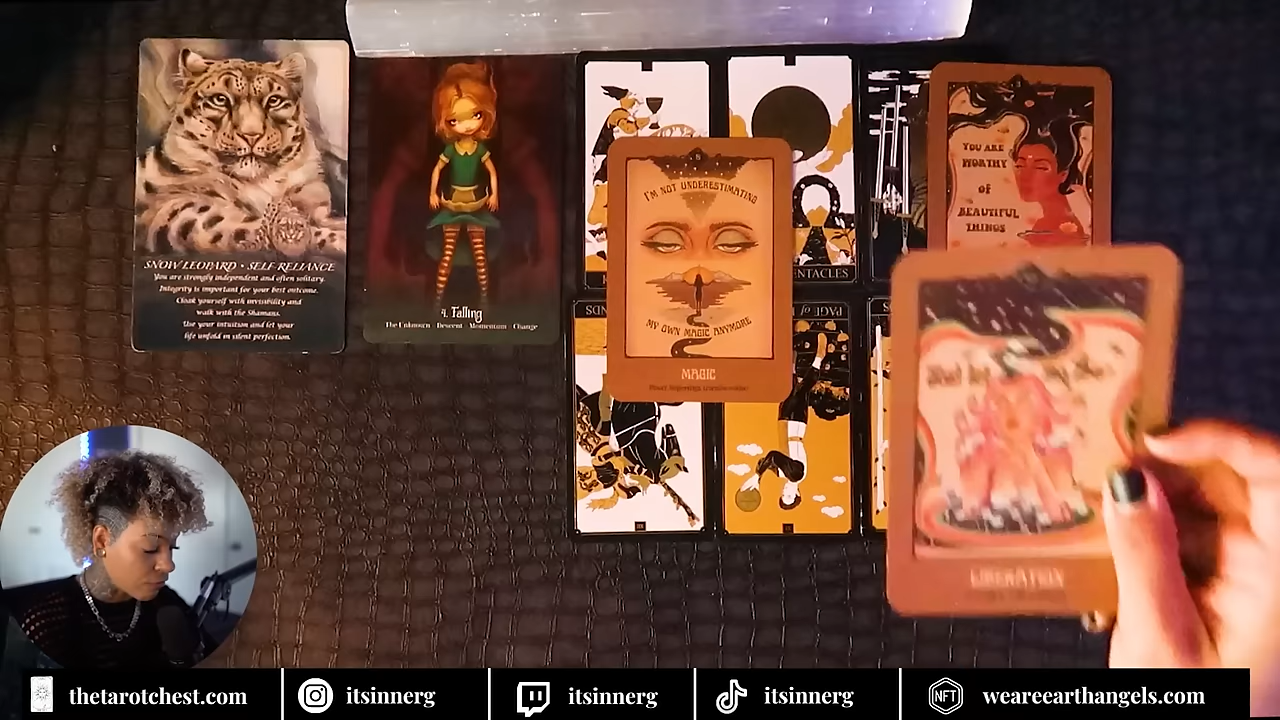 SNOW LEOPARD • SELF-RELIANCE
You are strongly independent and often solitary.
Integrity is important for your best outcome.
Cloak yourself with invisibility and
walk with the Shamans.
Use your intuition and let your
life unfold in silent perfection.
4. Falling
The Unknown Descent Momentum Change
I'M NOT UNDERESTIMATING
MY OWN MAGIC ANYMORE
MAGIC
PENTACLES
PAGE of
YOU ARE
WORTHY
OF
BEAUTIFUL
THINGS
LIBERATION
thetarotchest.com
itsinnerg
itsinnerg
itsinnerg
NFT
weareearthangels.com